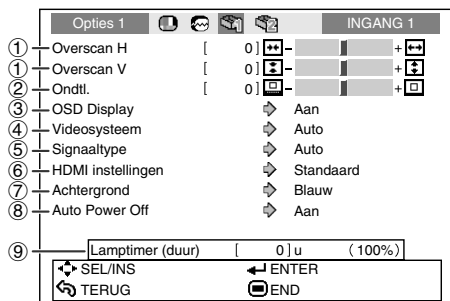 Opties 1 INGANG 1
① Overscan H [ 0 ] - +
① Overscan V [ 0 ] - +
② Ondtl. [ 0 ] - +
③ OSD Display Aan
④ Videosysteem Auto
⑤ Signaaltype Auto
⑥ HDMI instellingen Standaard
⑦ Achtergrond Blauw
⑧ Auto Power Off Aan
⑨ Lamptimer (duur) [ 0 ] u (100%)
SEL/INS ENTER
TERUG END